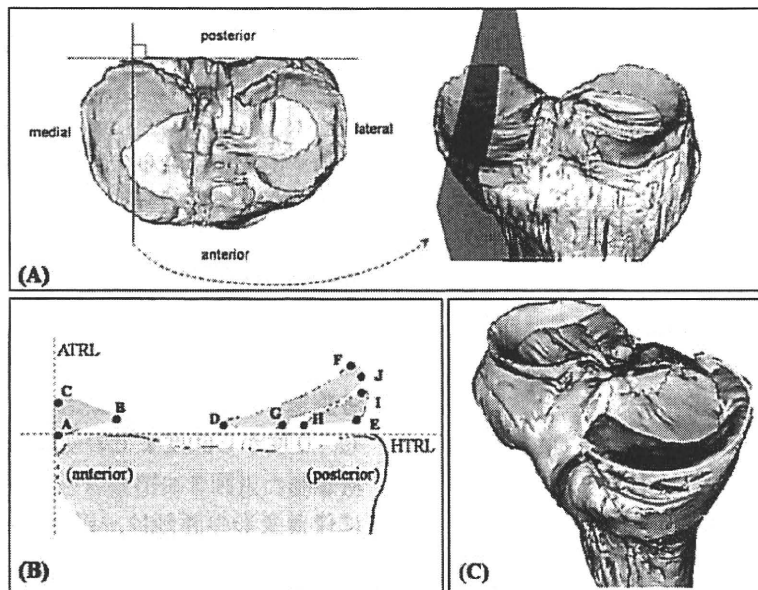 posterior
medial
lateral
anterior
(A)
ATRL
C
B
A
D
G
H
F
J
I
E
HTRL
(anterior)
(posterior)
(B)
(C)